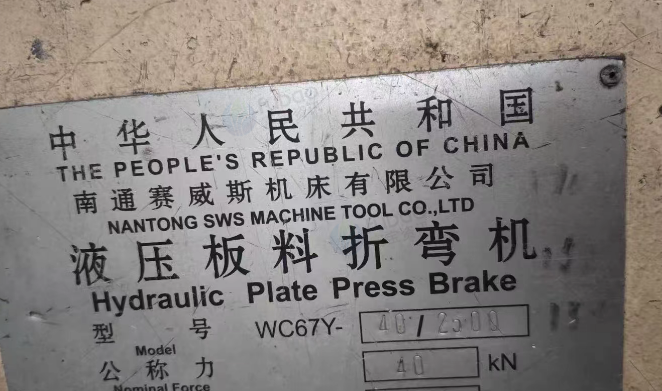 中华人民共和国
THE PEOPLE'S REPUBLIC OF CHINA
南通赛威斯机床有限公司
NANTONG SWS MACHINE TOOL CO.,LTD
液压板料折弯机
Hydraulic Plate Press Brake
型 号 WC67Y- 40/2500
Model
公称力 40 kN
Nominal Force